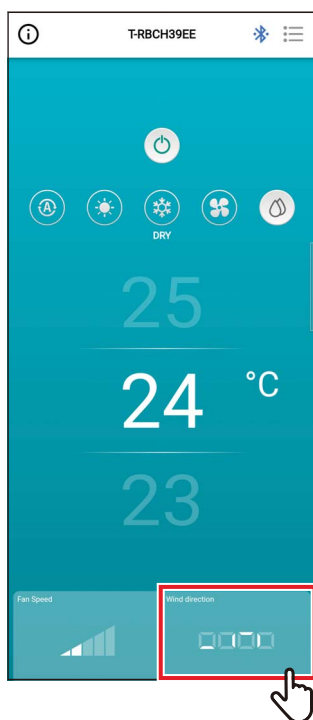 T-RBCH39EE
A
DRY
25
24 °C
23
Fan Speed
Wind direction